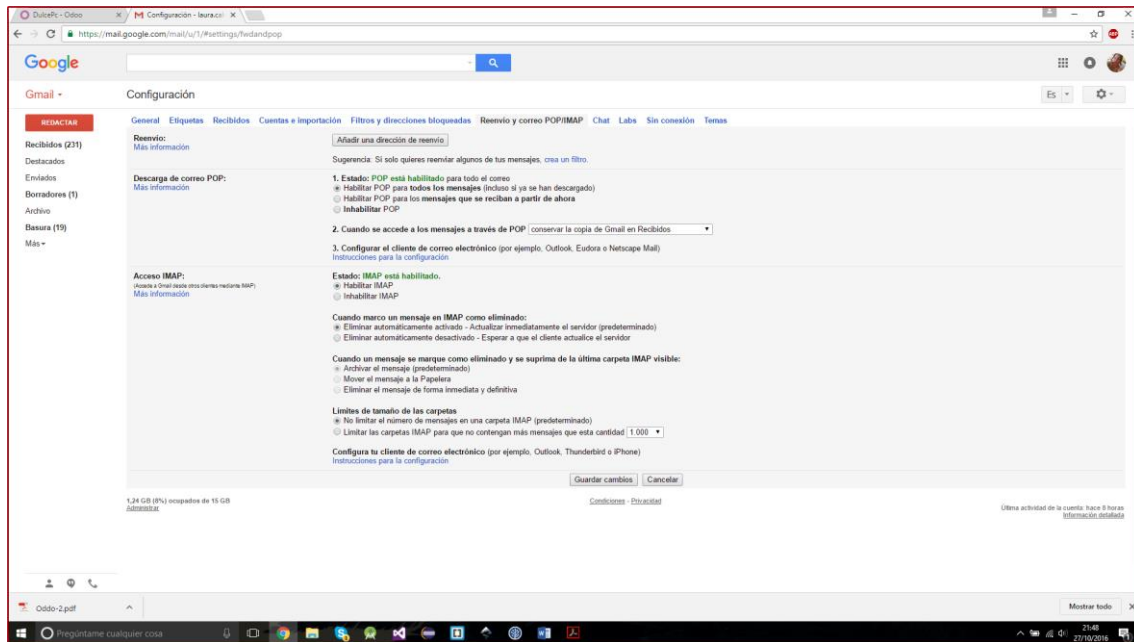 DulcePc - Odoo
Configuración - laura.ca
https://mail.google.com/mail/u/1/#settings/fwdandpop
Google
Gmail
Configuración
Es
REDACTAR
Recibidos (231)
Destacados
Enviados
Borradores (1)
Archivo
Basura (19)
Más
General Etiquetas Recibidos Cuentas e importación Filtros y direcciones bloqueadas Reenvío y correo POP/IMAP Chat Labs Sin conexión Temas
Reenvío:
Más información
Añadir una dirección de reenvío
Sugerencia: Si solo quieres reenviar algunos de tus mensajes, crea un filtro.
Descarga de correo POP:
Más información
1. Estado: POP está habilitado para todo el correo
Habilitar POP para todos los mensajes (incluso si ya se han descargado)
Habilitar POP para los mensajes que se reciban a partir de ahora
Inhabilitar POP
2. Cuando se accede a los mensajes a través de POP conservar la copia de Gmail en Recibidos
3. Configurar el cliente de correo electrónico (por ejemplo, Outlook, Eudora o Netscape Mail)
Instrucciones para la configuración
Acceso IMAP:
(Accede a Gmail desde otros clientes mediante IMAP)
Más información
Estado: IMAP está habilitado.
Habilitar IMAP
Inhabilitar IMAP
Cuando marco un mensaje en IMAP como eliminado:
Eliminar automáticamente activado - Actualizar inmediatamente el servidor (predeterminado)
Eliminar automáticamente desactivado - Esperar a que el cliente actualice el servidor
Cuando un mensaje se marque como eliminado y se suprima de la última carpeta IMAP visible:
Archivar el mensaje (predeterminado)
Mover el mensaje a la Papelera
Eliminar el mensaje de forma inmediata y definitiva
Límites de tamaño de las carpetas
No limitar el número de mensajes en una carpeta IMAP (predeterminado)
Limitar las carpetas IMAP para que no contengan más mensajes que esta cantidad 1.000
Configura tu cliente de correo electrónico (por ejemplo, Outlook, Thunderbird o iPhone)
Instrucciones para la configuración
Guardar cambios Cancelar
1,24 GB (8%) ocupados de 15 GB
Administrar
Condiciones - Privacidad
Última actividad de la cuenta: hace 8 horas
Información detallada
Oddo-2.pdf
Mostrar todo
Pregúntame cualquier cosa
21:48
27/10/2016